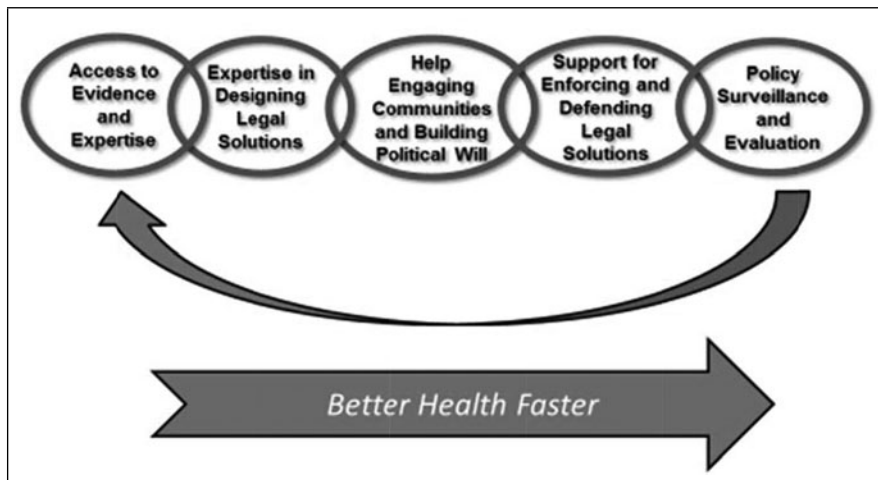 Access to
Evidence
and
Expertise
Expertise in
Designing
Legal
Solutions
Help
Engaging
Communities
and Building
Political Will
Support for
Enforcing and
Defending
Legal
Solutions
Policy
Surveillance
and
Evaluation
Better Health Faster